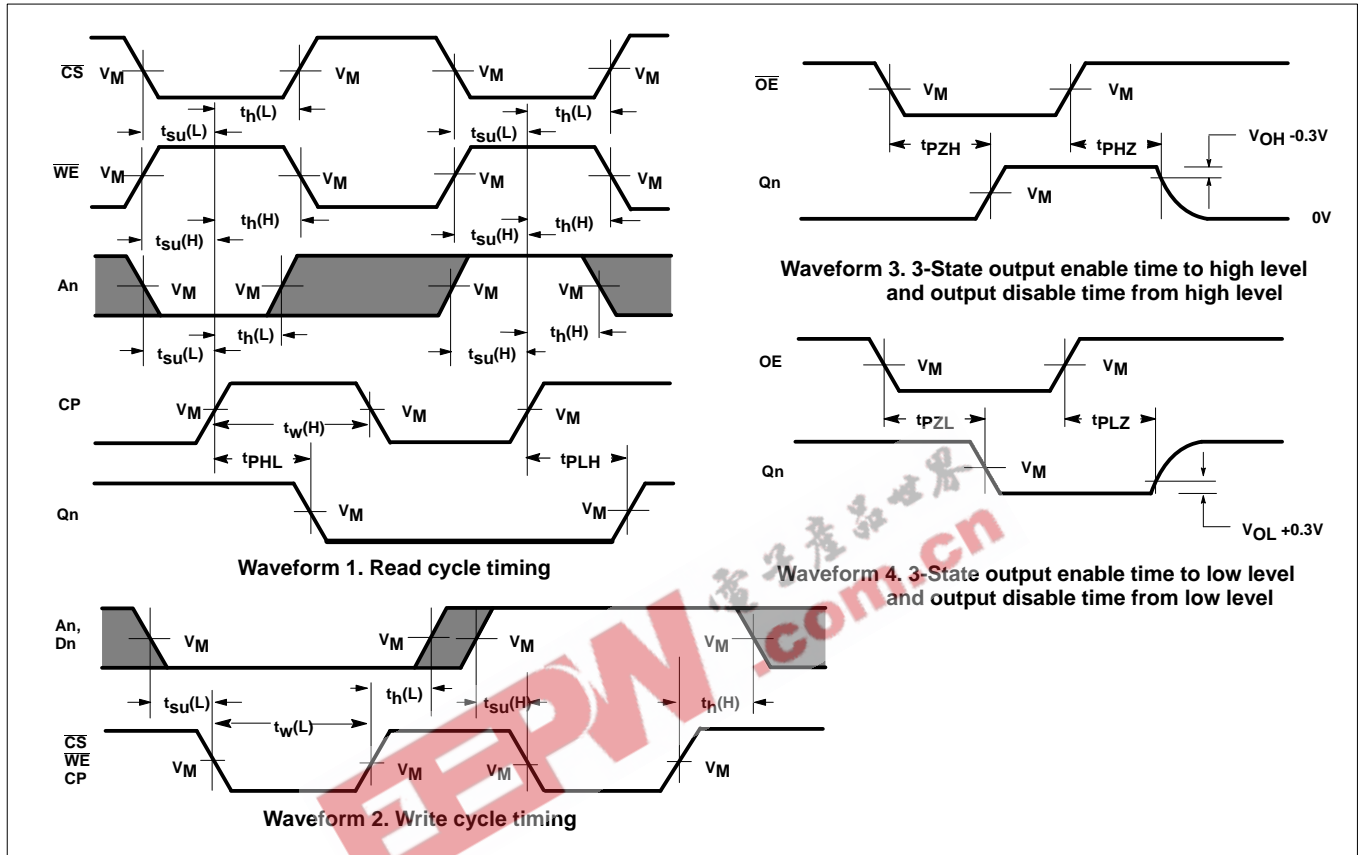 C̅S̅ VM VM VM VM
th(L) th(L)
tsu(L) tsu(L)
W̅E̅ VM VM VM VM
th(H) th(H)
tsu(H) tsu(H)
An VM VM VM VM
th(L) th(H)
tsu(L) tsu(H)
CP VM VM VM
tw(H)
tPHL tPLH
Qn VM VM
Waveform 1. Read cycle timing
An,
Dn VM VM VM VM
tsu(L) tw(L) th(L) tsu(H) th(H)
C̅S̅
W̅E̅
CP VM VM VM VM
Waveform 2. Write cycle timing
O̅E̅ VM VM
tPZH tPHZ VOH -0.3V
Qn VM
0V
Waveform 3. 3-State output enable time to high level
and output disable time from high level
OE VM VM
tPZL tPLZ
Qn VM
VOL +0.3V
Waveform 4. 3-State output enable time to low level
and output disable time from low level
EEPW .com.cn
電子產品世界